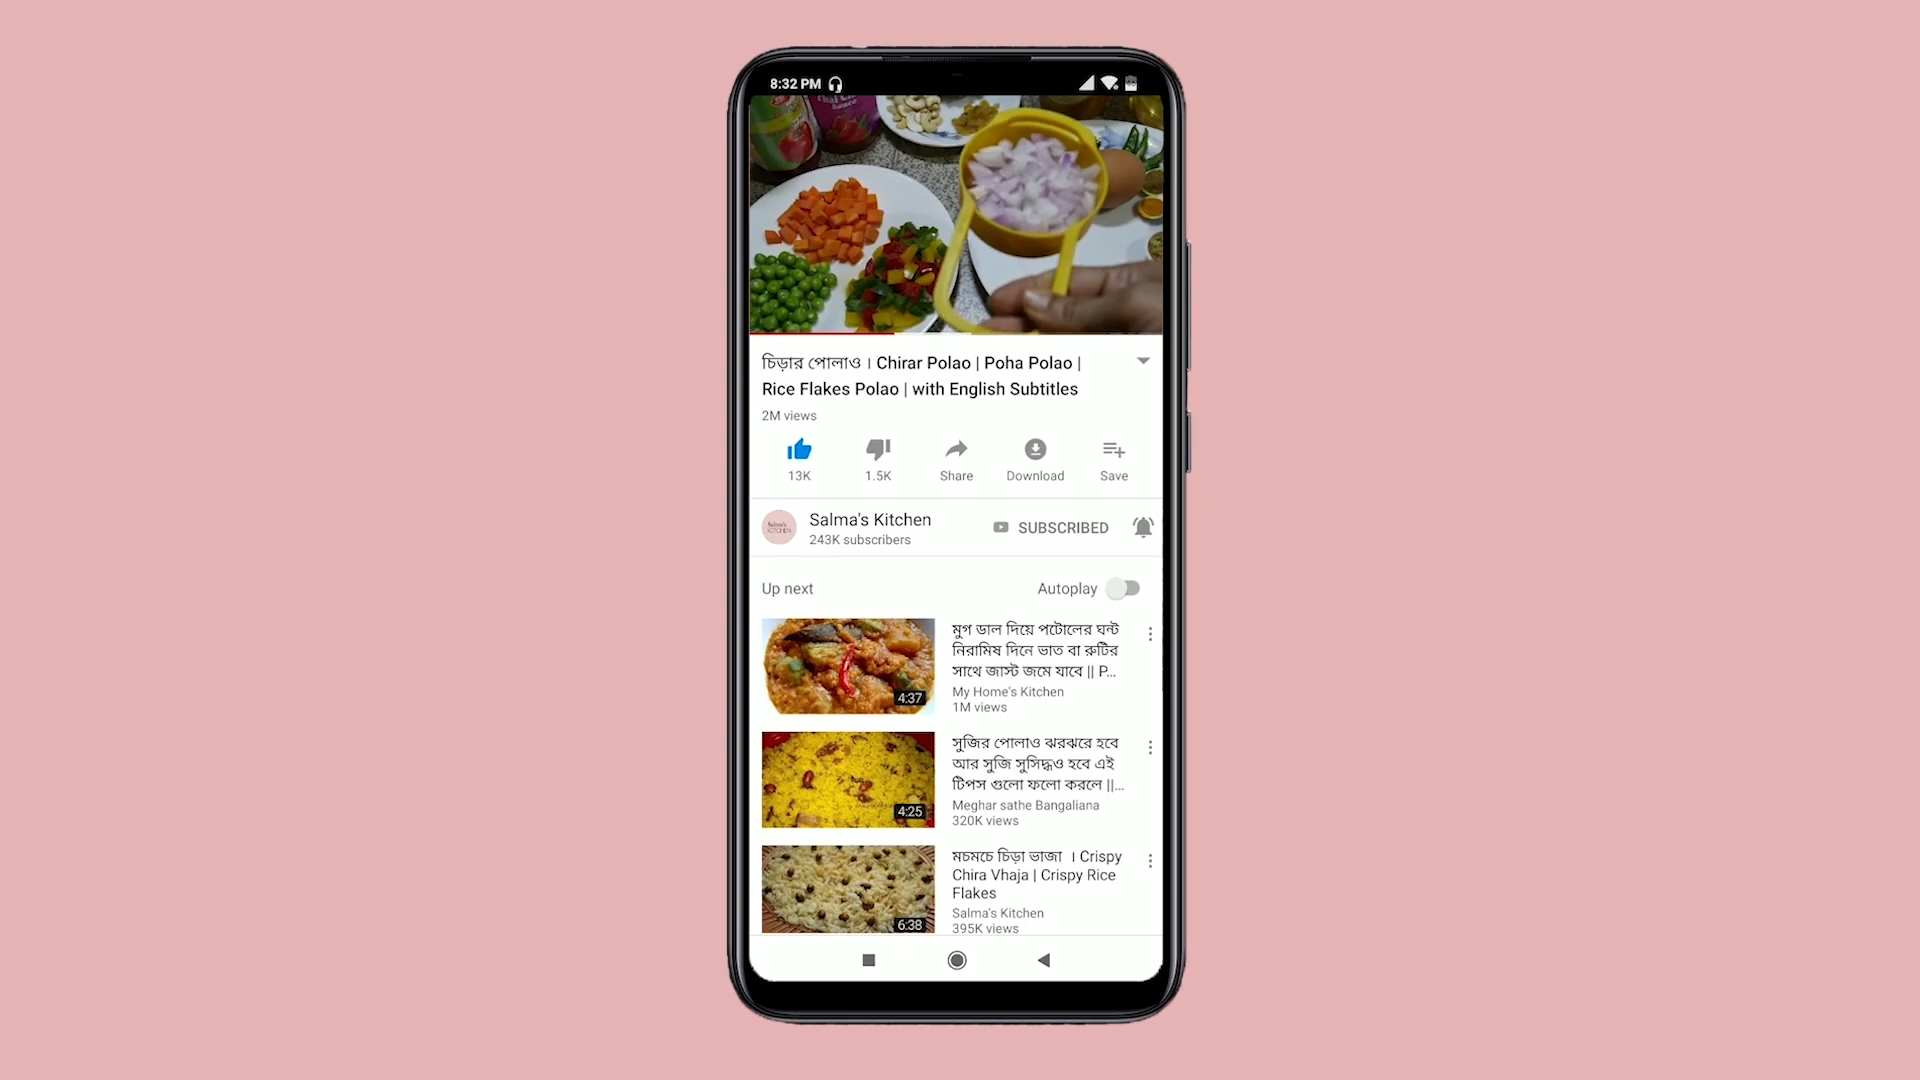 8:32 PM
Sauce
চিড়ার পোলাও । Chirar Polao | Poha Polao |
Rice Flakes Polao | with English Subtitles
2M views
13K
1.5K
Share
Download
Save
Salma's
KITCHEN
Salma's Kitchen
243K subscribers
SUBSCRIBED
Up next
Autoplay
মুগ ডাল দিয়ে পটোলের ঘন্ট
নিরামিষ দিনে ভাত বা রুটির
সাথে জাস্ট জমে যাবে || P...
My Home's Kitchen
1M views
4:37
সুজির পোলাও ঝরঝরে হবে
আর সুজি সুসিদ্ধও হবে এই
টিপস গুলো ফলো করলে ||...
Meghar sathe Bangaliana
320K views
4:25
মচমচে চিড়া ভাজা । Crispy
Chira Vhaja | Crispy Rice
Flakes
Salma's Kitchen
395K views
6:38